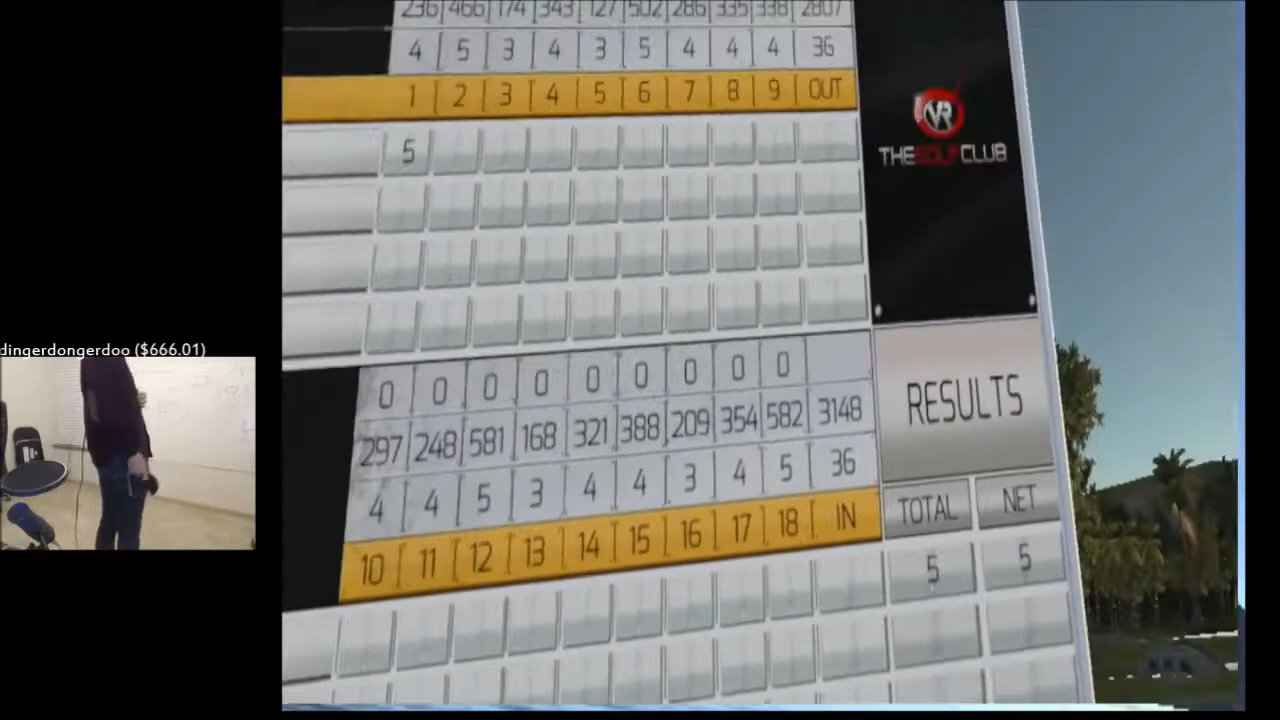 236 466 174 343 127 502 286 335 338 2807
4 5 3 4 3 5 4 4 4 36
1 2 3 4 5 6 7 8 9 OUT
5
VR
THEGOLFCLUB
dingerdongerdoo ($666.01)
0 0 0 0 0 0 0 0 0
297 248 581 168 321 388 209 354 582 3148
4 4 5 3 4 4 3 4 5 36
10 11 12 13 14 15 16 17 18 IN
RESULTS
TOTAL NET
5 5